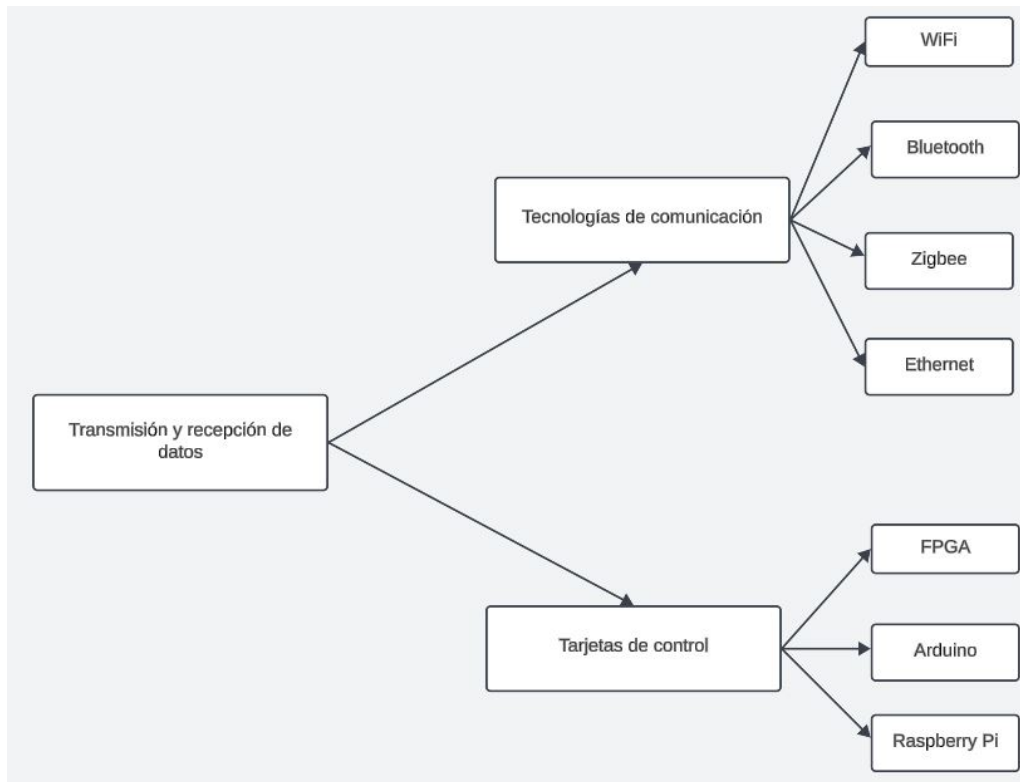 WiFi
Bluetooth
Tecnologías de comunicación
Zigbee
Ethernet
Transmisión y recepción de
datos
FPGA
Tarjetas de control
Arduino
Raspberry Pi